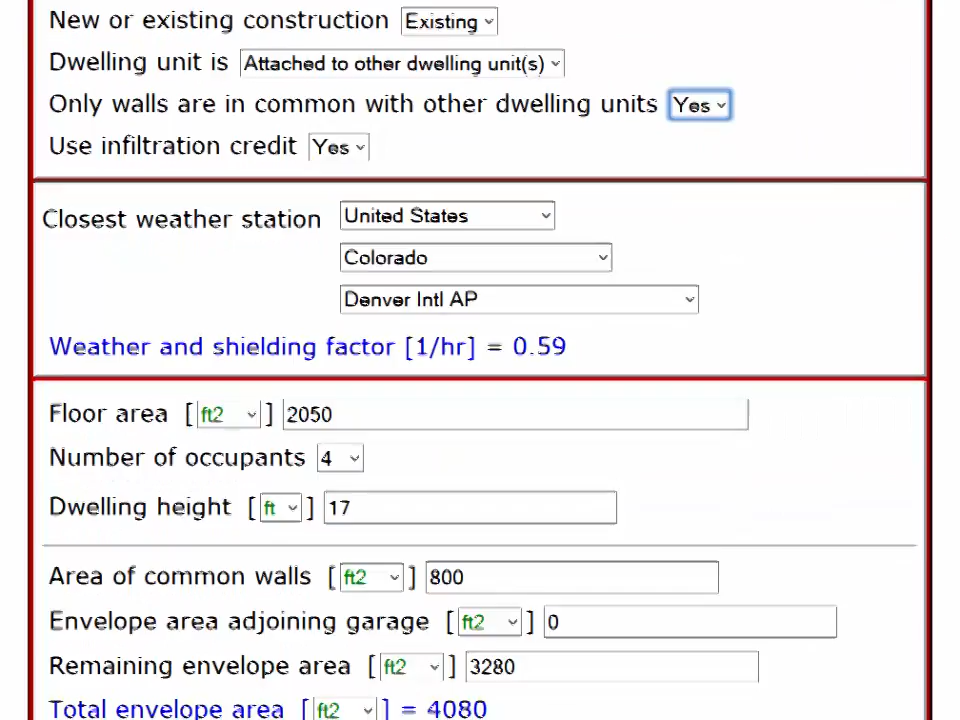 New or existing construction Existing
Dwelling unit is Attached to other dwelling unit(s)
Only walls are in common with other dwelling units Yes
Use infiltration credit Yes
Closest weather station United States
Colorado
Denver Intl AP
Weather and shielding factor [1/hr] = 0.59
Floor area [ft2] 2050
Number of occupants 4
Dwelling height [ft] 17
Area of common walls [ft2] 800
Envelope area adjoining garage [ft2] 0
Remaining envelope area [ft2] 3280
Total envelope area [ft2] = 4080